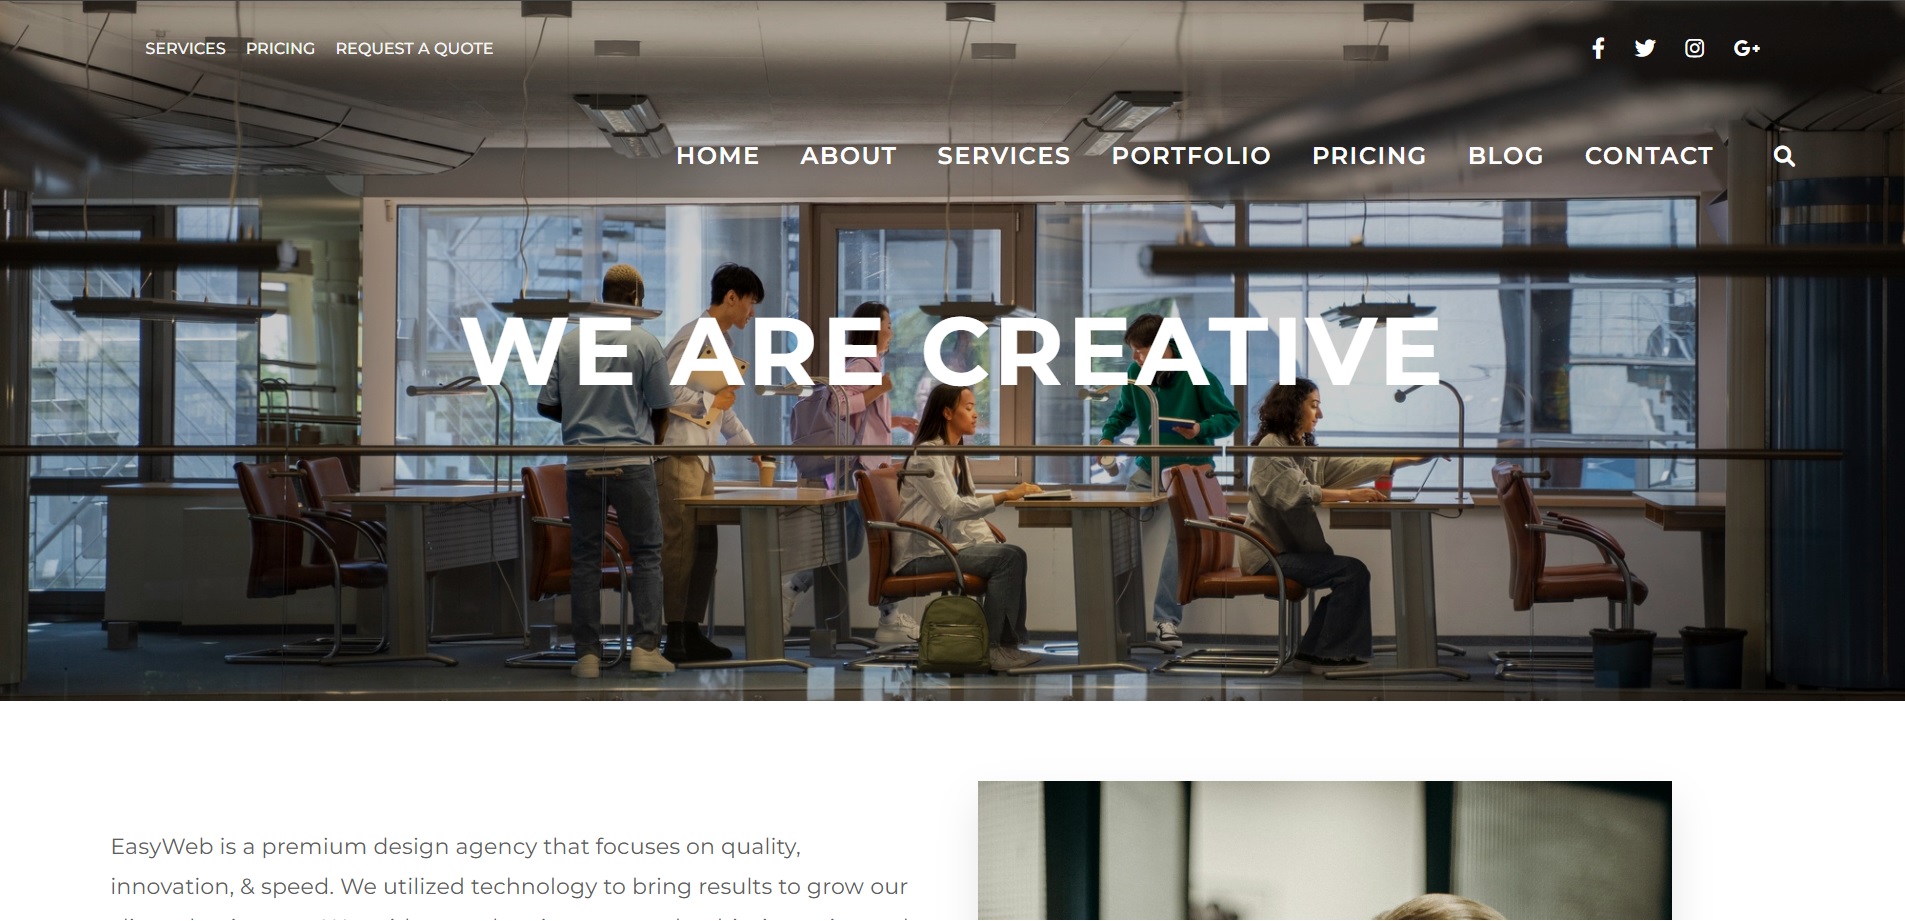 SERVICES PRICING REQUEST A QUOTE
HOME ABOUT SERVICES PORTFOLIO PRICING BLOG CONTACT
WE ARE CREATIVE
EasyWeb is a premium design agency that focuses on quality,
innovation, & speed. We utilized technology to bring results to grow our